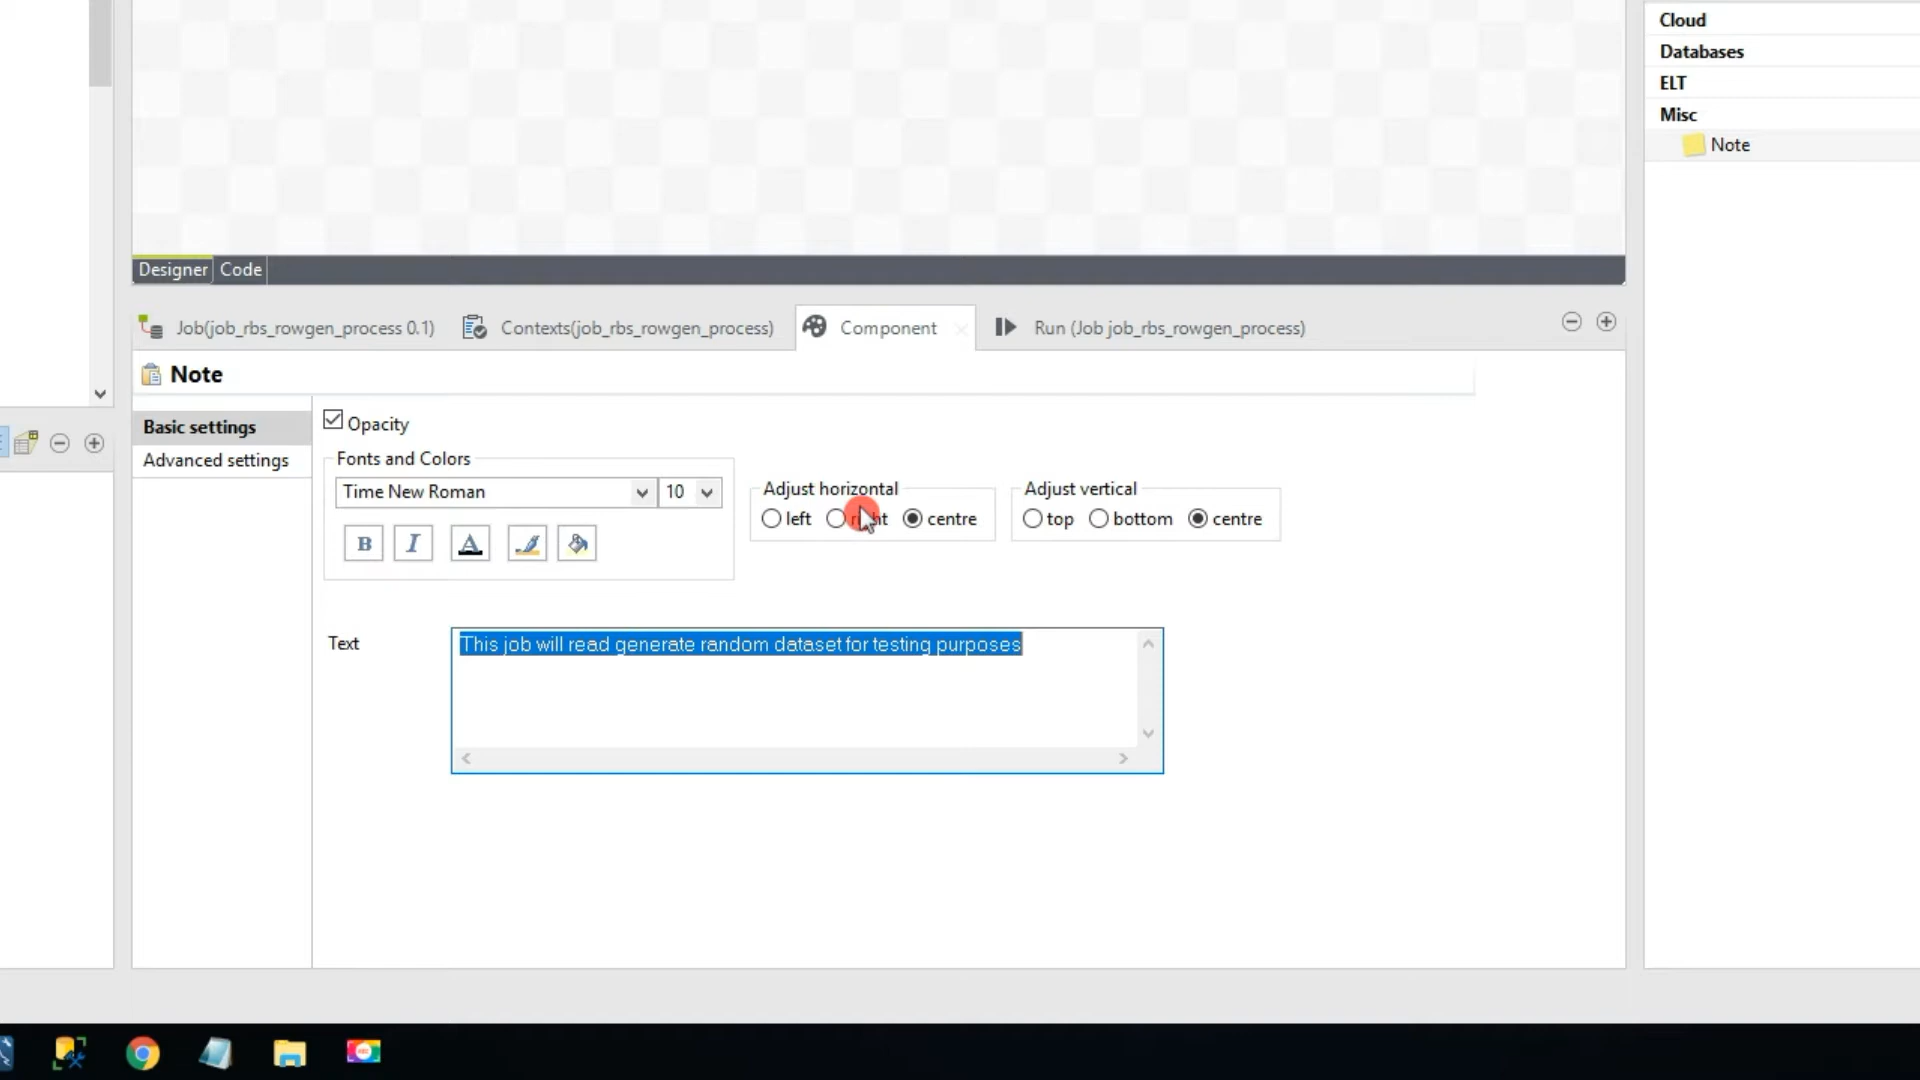 Cloud
Databases
ELT
Misc
Note
Designer Code
Job(job_rbs_rowgen_process 0.1) Contexts(job_rbs_rowgen_process) Component Run (Job job_rbs_rowgen_process)
Note
Basic settings
Advanced settings
Opacity
Fonts and Colors
Time New Roman 10
B I A
Adjust horizontal
left right centre
Adjust vertical
top bottom centre
Text
This job will read generate random dataset for testing purposes